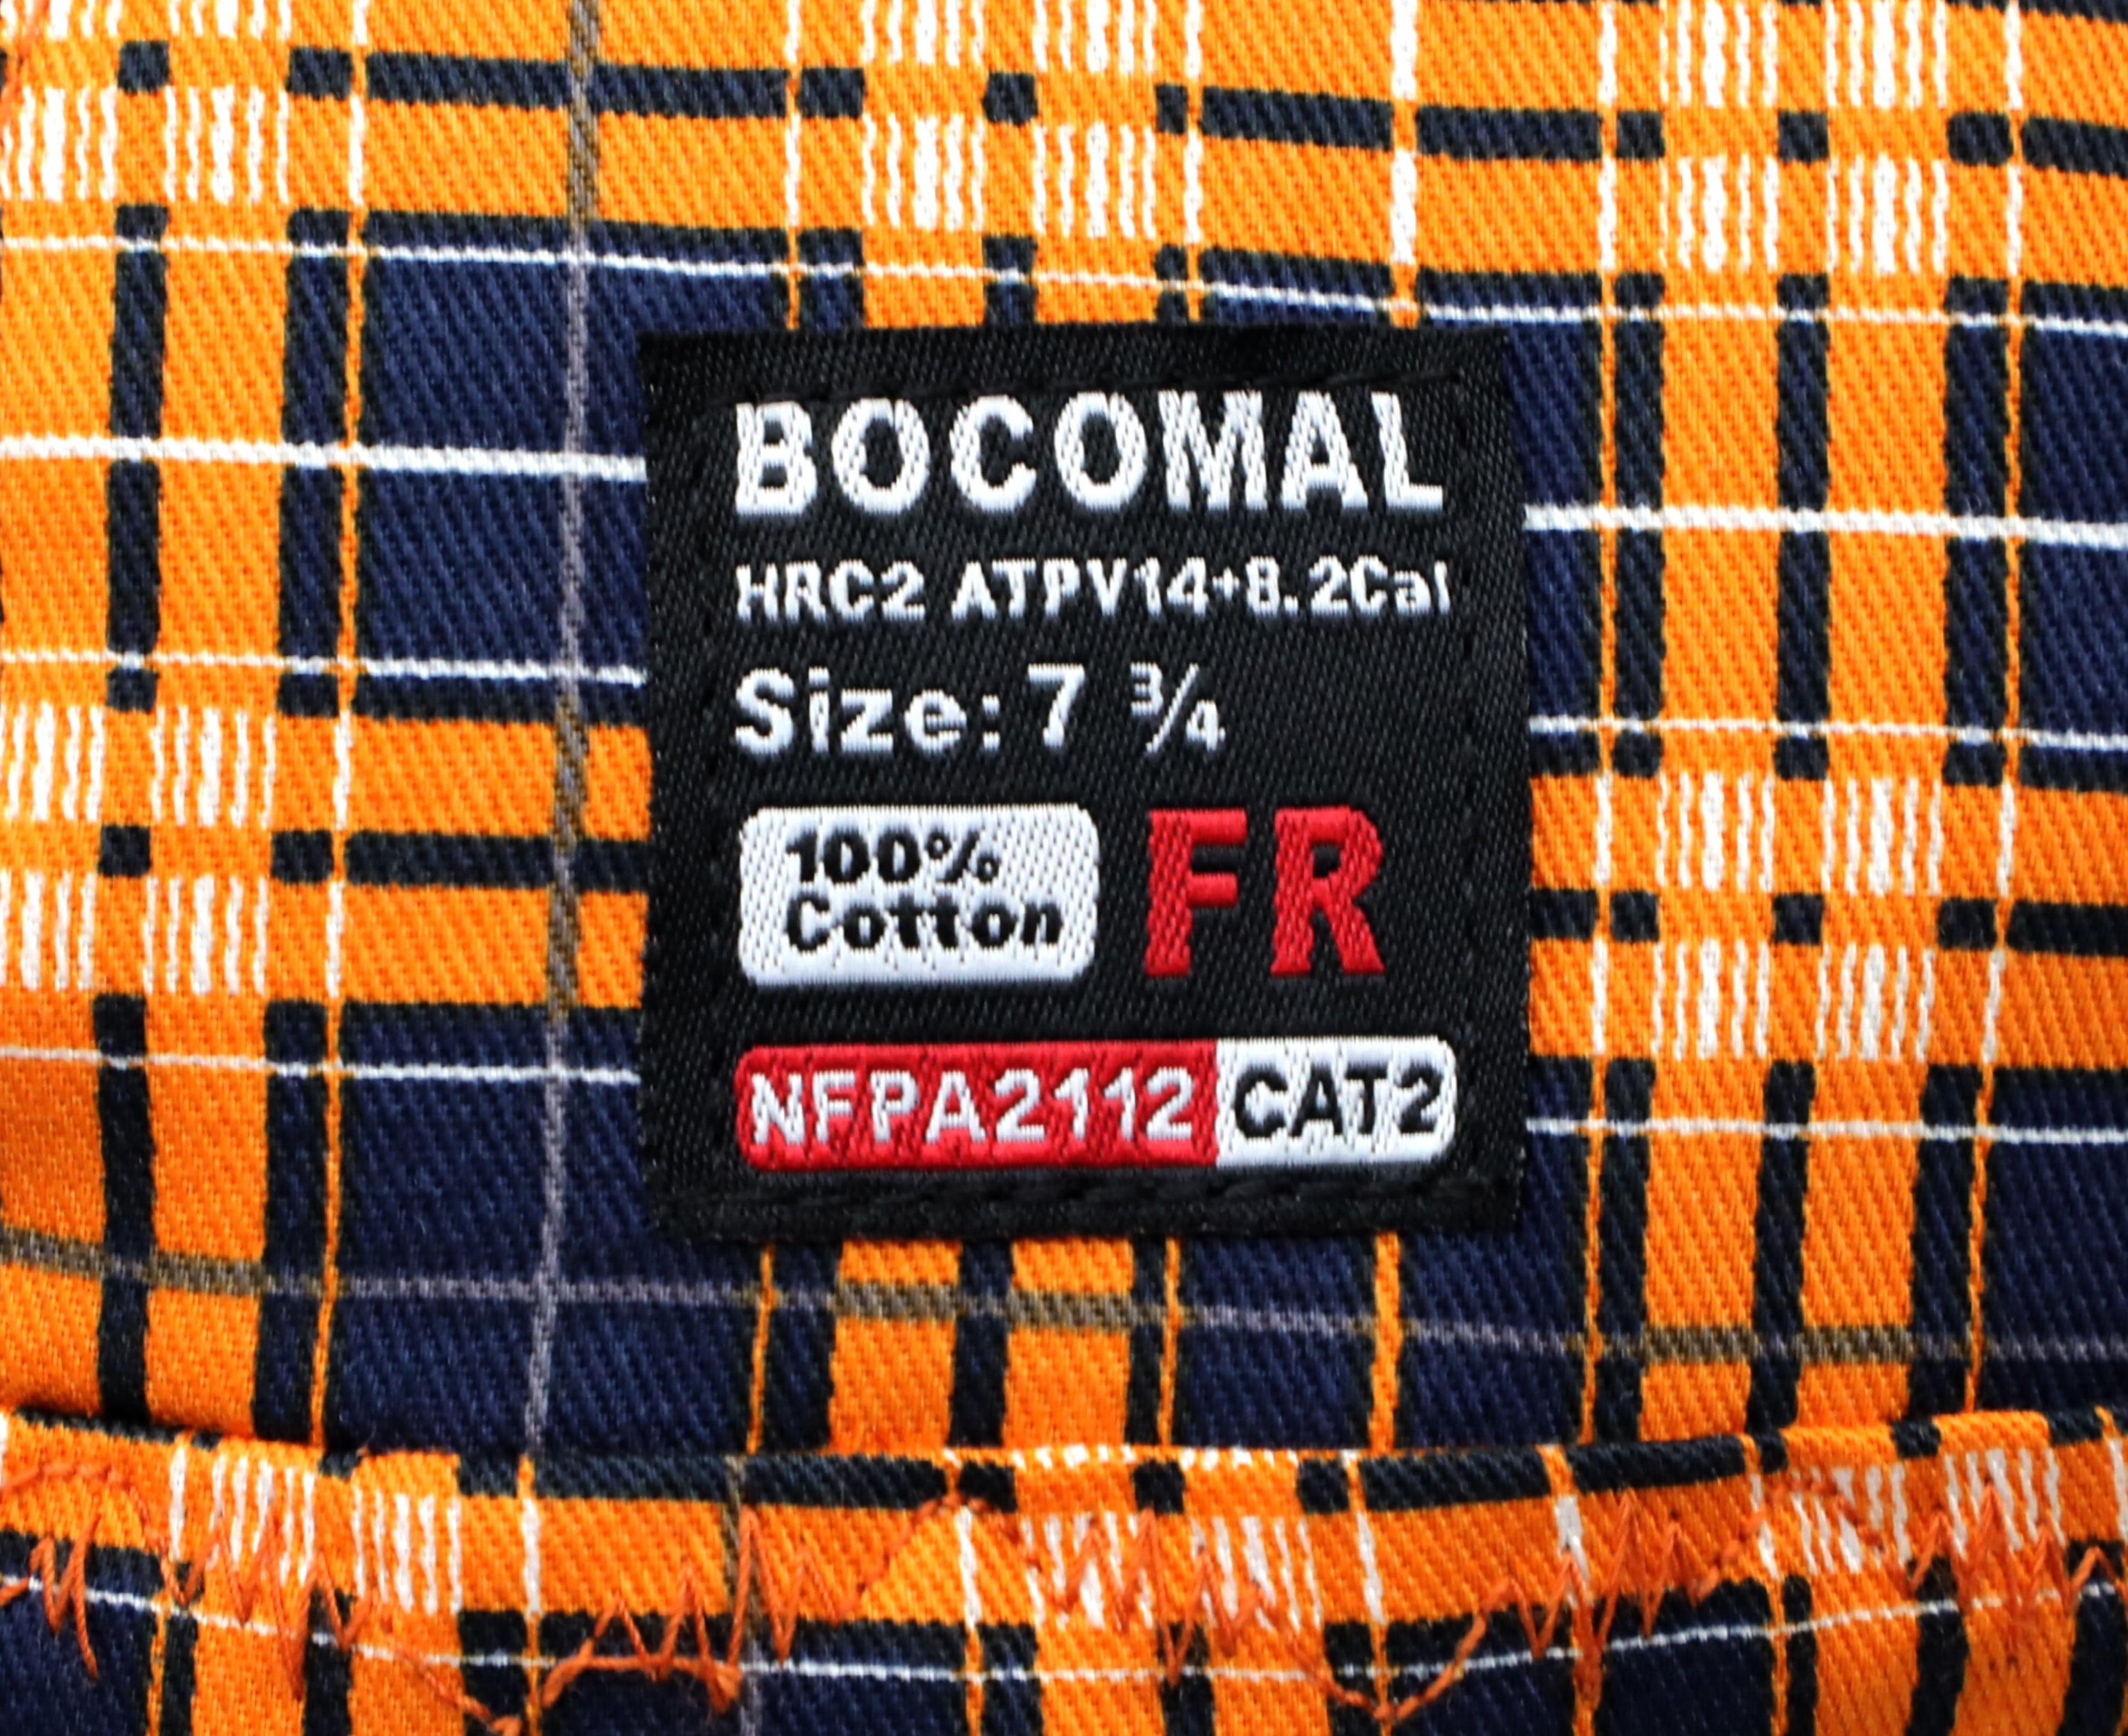 BOCOMAL
HRC2 ATPV14+8.2Cal
Size: 7 ¾
100%
Cotton
FR
NFPA2112 CAT2